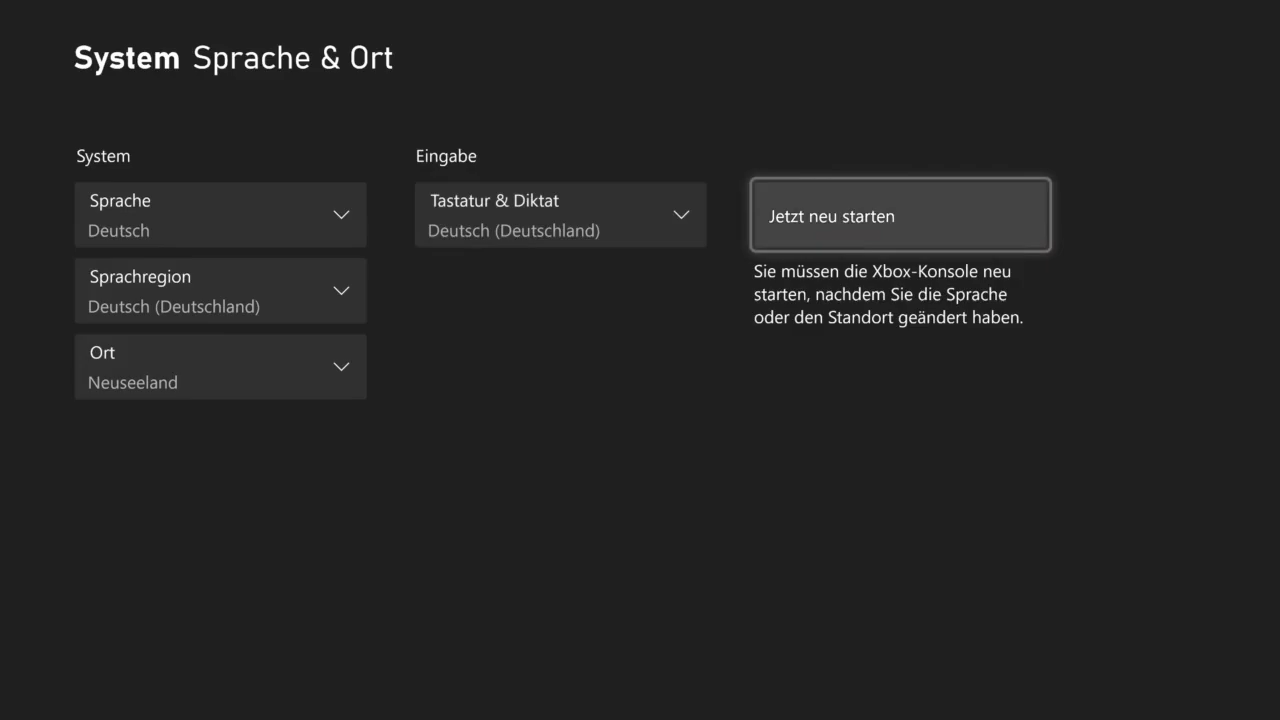 System Sprache & Ort
System
Sprache
Deutsch
Sprachregion
Deutsch (Deutschland)
Ort
Neuseeland
Eingabe
Tastatur & Diktat
Deutsch (Deutschland)
Jetzt neu starten
Sie müssen die Xbox-Konsole neu
starten, nachdem Sie die Sprache
oder den Standort geändert haben.